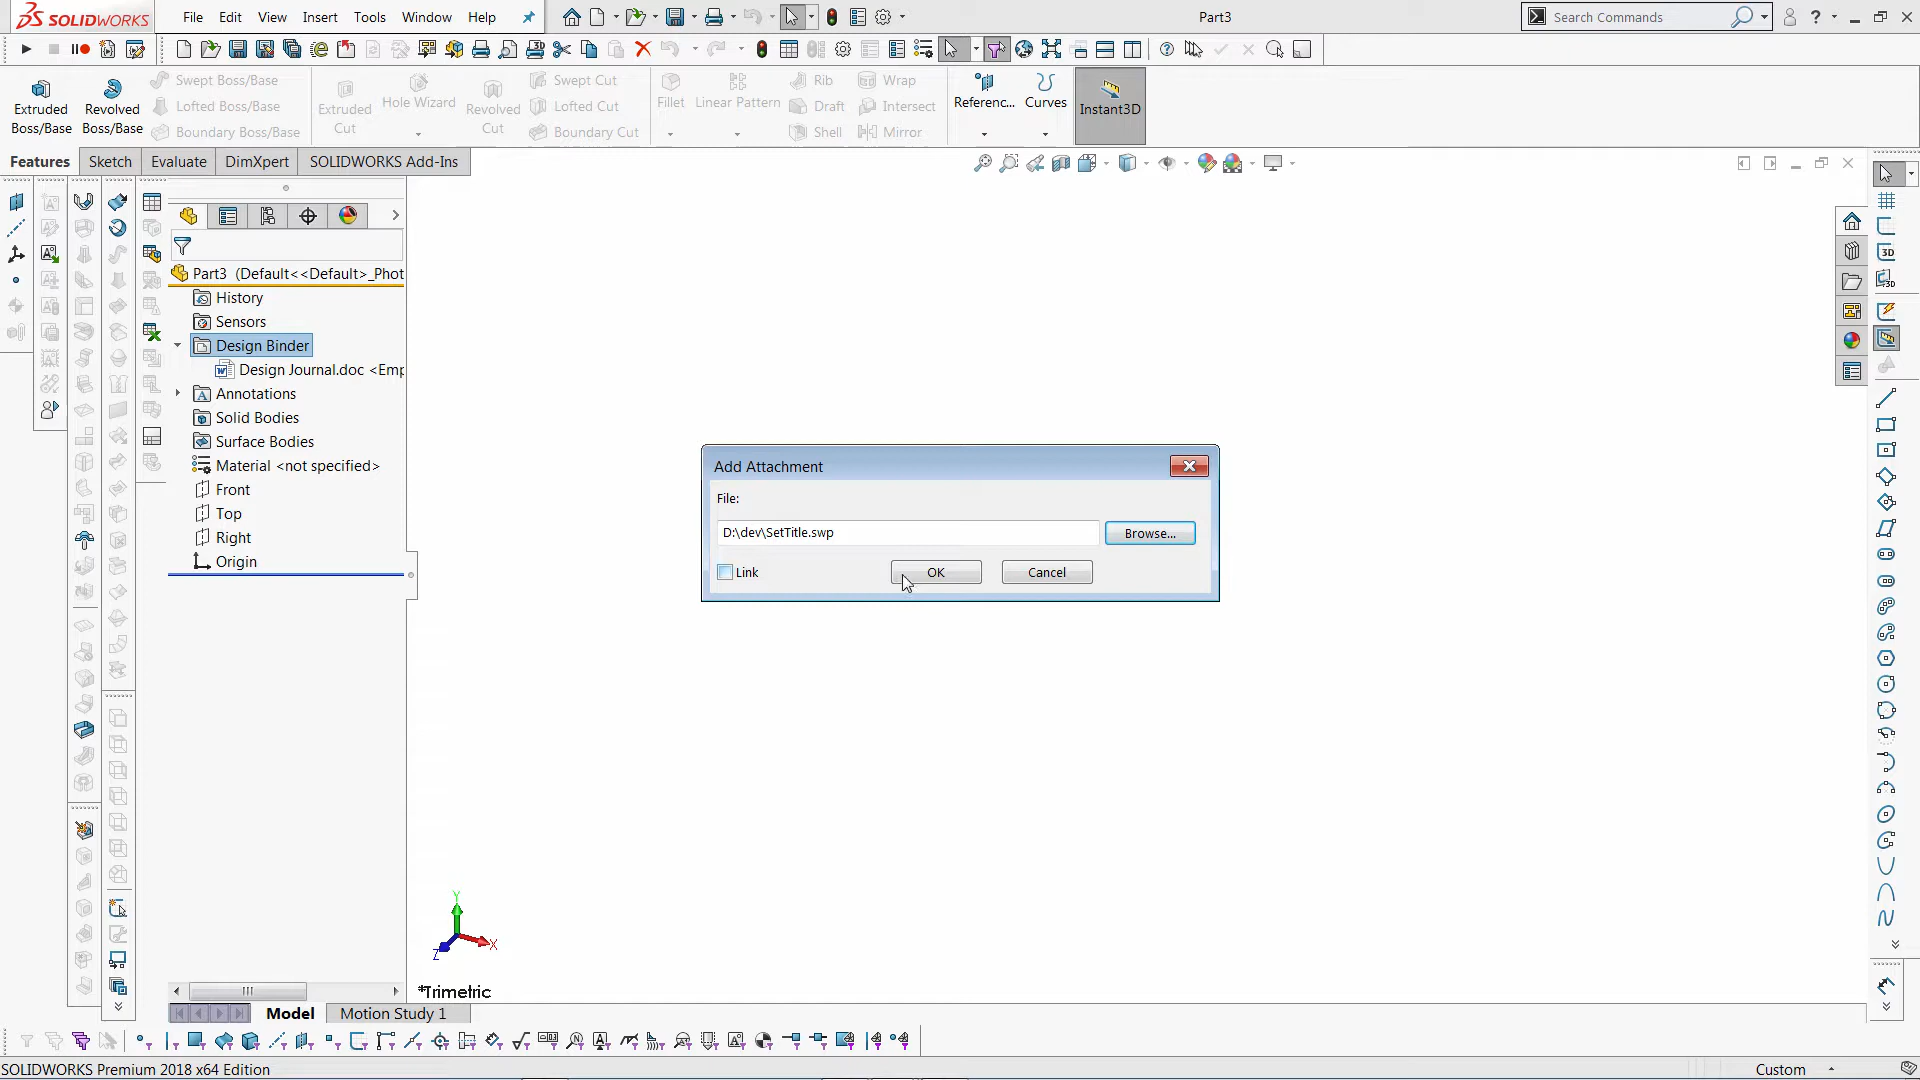 SOLIDWORKS File Edit View Insert Tools Window Help Part3 Search Commands
Extruded Boss/Base
Revolved Boss/Base
Swept Boss/Base
Lofted Boss/Base
Boundary Boss/Base
Extruded Cut
Hole Wizard
Revolved Cut
Swept Cut
Lofted Cut
Boundary Cut
Fillet
Linear Pattern
Rib
Draft
Shell
Wrap
Intersect
Mirror
Referenc...
Curves
Instant3D
Features Sketch Evaluate DimXpert SOLIDWORKS Add-Ins
Part3 (Default<<Default>_Phot
History
Sensors
Design Binder
Design Journal.doc <Emp
Annotations
Solid Bodies
Surface Bodies
Material <not specified>
Front
Top
Right
Origin
Add Attachment
File:
D:\dev\SetTitle.swp Browse...
Link OK Cancel
Y
X
Z
*Trimetric
Model Motion Study 1
SOLIDWORKS Premium 2018 x64 Edition Custom